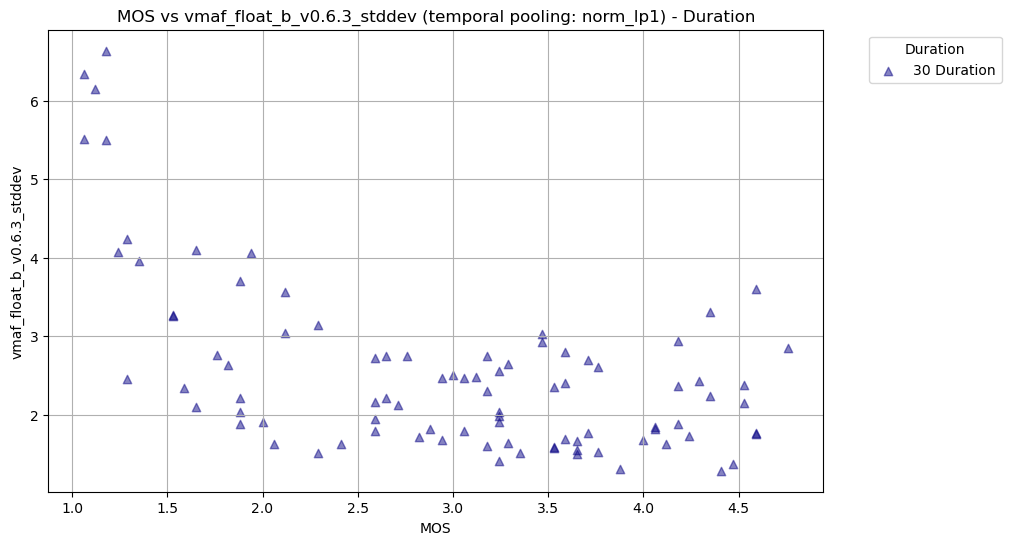 MOS vs vmaf_float_b_v0.6.3_stddev (temporal pooling: norm_lp1) - Duration
Duration
30 Duration
vmaf_float_b_v0.6.3_stddev
6
5
4
3
2
1.0 1.5 2.0 2.5 3.0 3.5 4.0 4.5
MOS